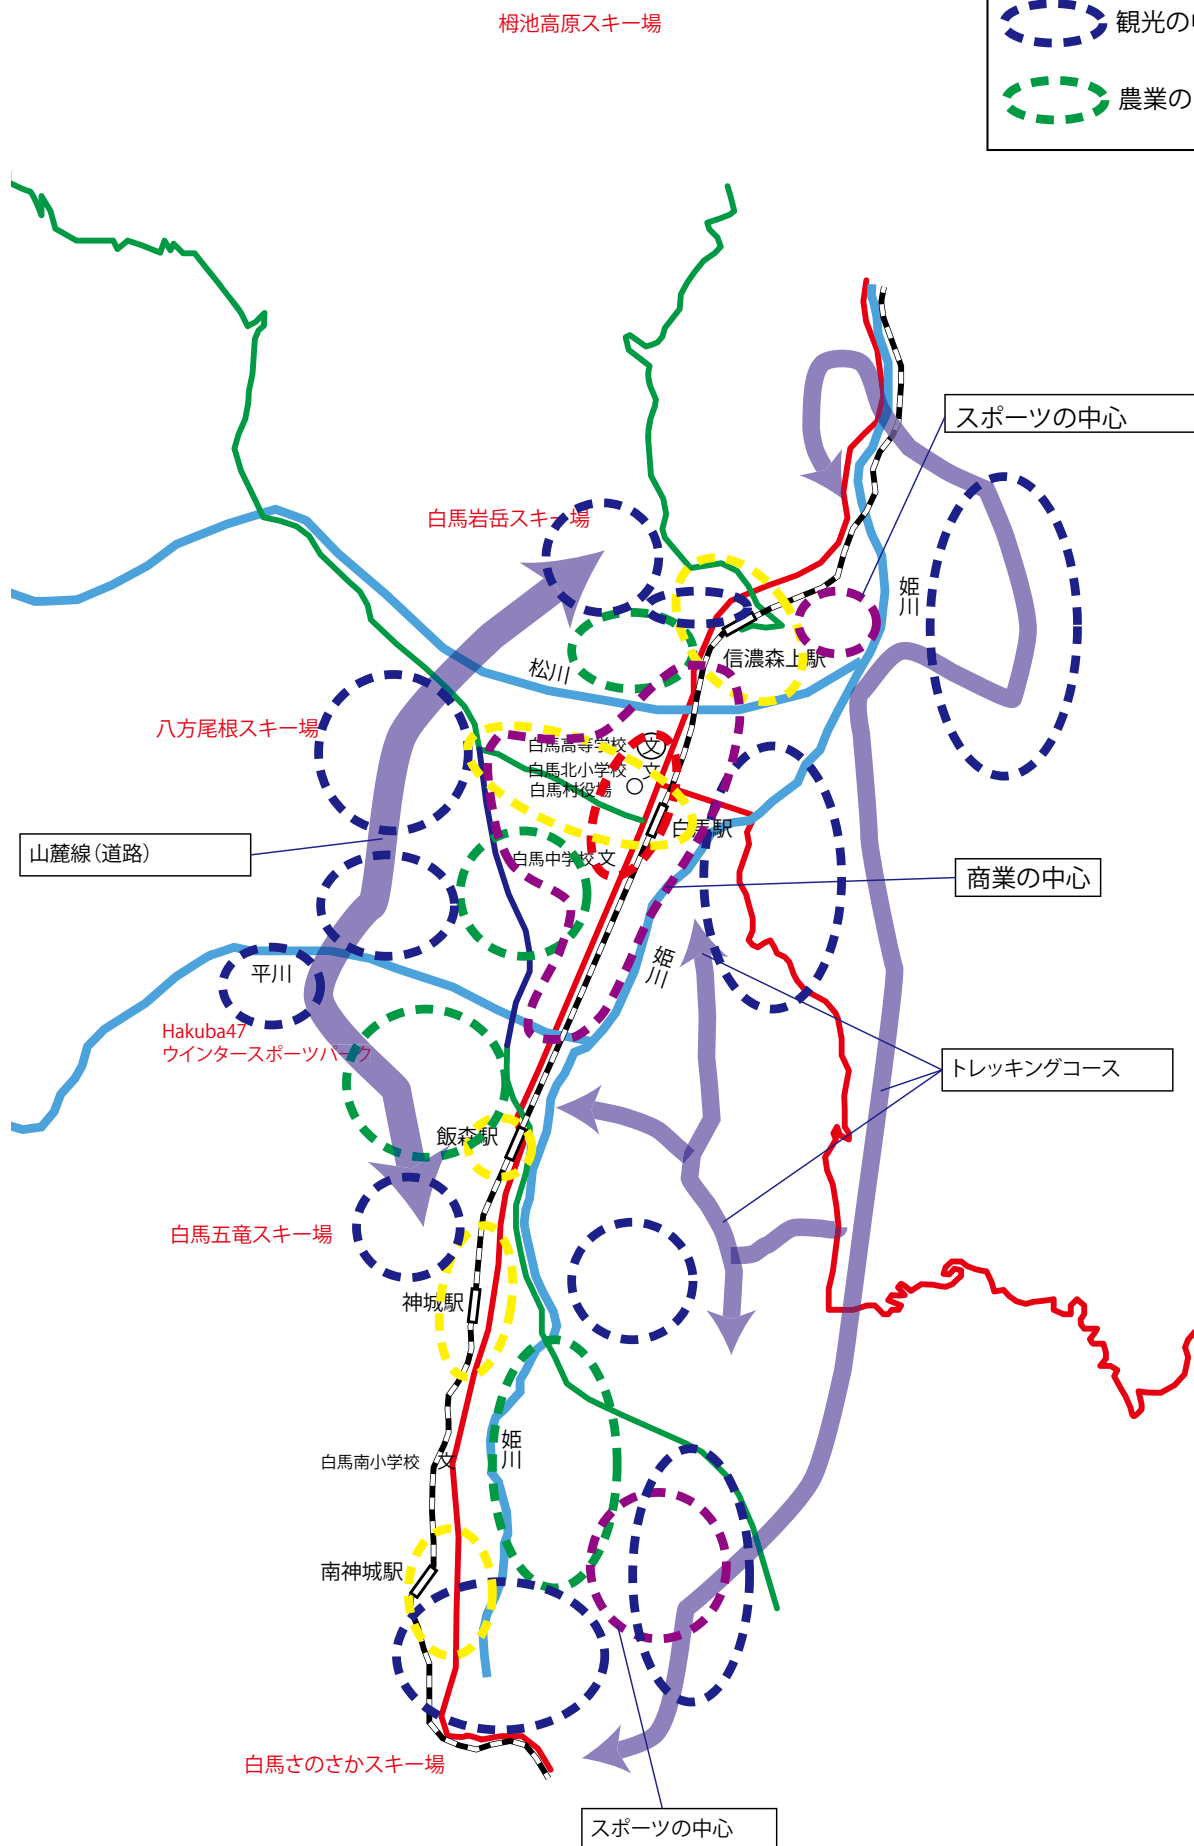 栂池高原スキー場
観光の
農業の
スポーツの中心
白馬岩岳スキー場
姫川
信濃森上駅
松川
八方尾根スキー場
白馬高等学校 文
白馬北小学校 文
白馬村役場
白馬駅
山麓線（道路）
白馬中学校 文
商業の中心
姫川
平川
Hakuba47
ウインタースポーツパーク
トレッキングコース
飯森駅
白馬五竜スキー場
神城駅
姫川
白馬南小学校 文
南神城駅
白馬さのさかスキー場
スポーツの中心